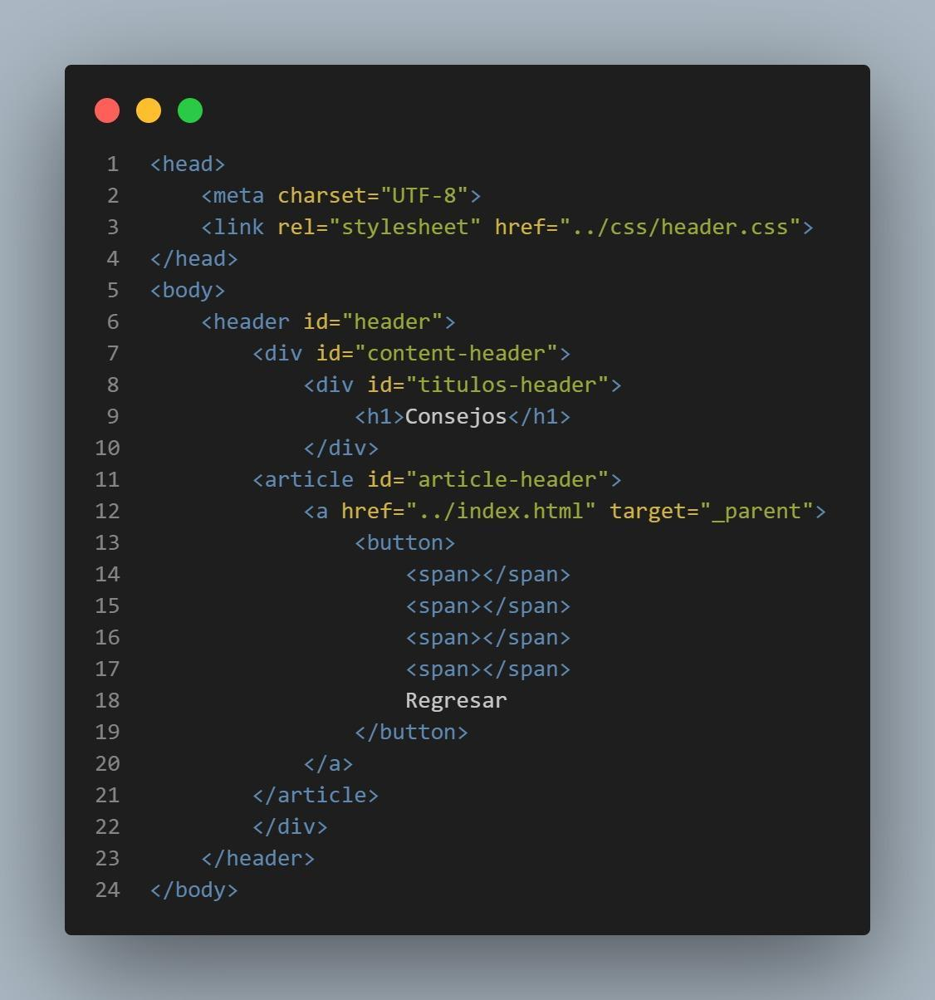 1 <head>
2     <meta charset="UTF-8">
3     <link rel="stylesheet" href="../css/header.css">
4 </head>
5 <body>
6     <header id="header">
7         <div id="content-header">
8             <div id="titulos-header">
9                 <h1>Consejos</h1>
10             </div>
11         <article id="article-header">
12             <a href="../index.html" target="_parent">
13                 <button>
14                     <span></span>
15                     <span></span>
16                     <span></span>
17                     <span></span>
18                     Regresar
19                 </button>
20             </a>
21         </article>
22         </div>
23     </header>
24 </body>